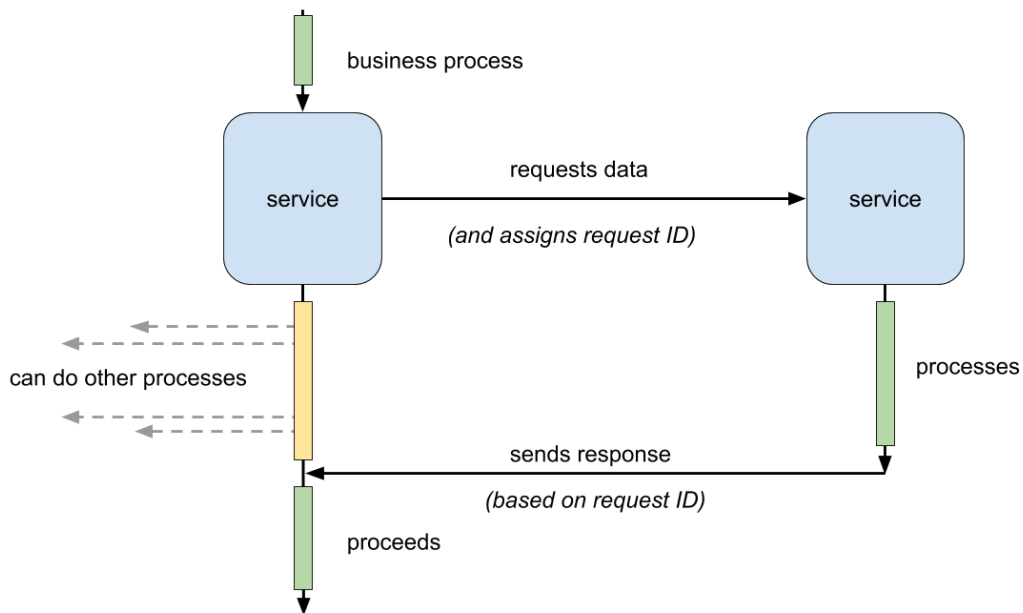 business process
requests data
service
service
(and assigns request ID)
can do other processes
processes
sends response
(based on request ID)
proceeds